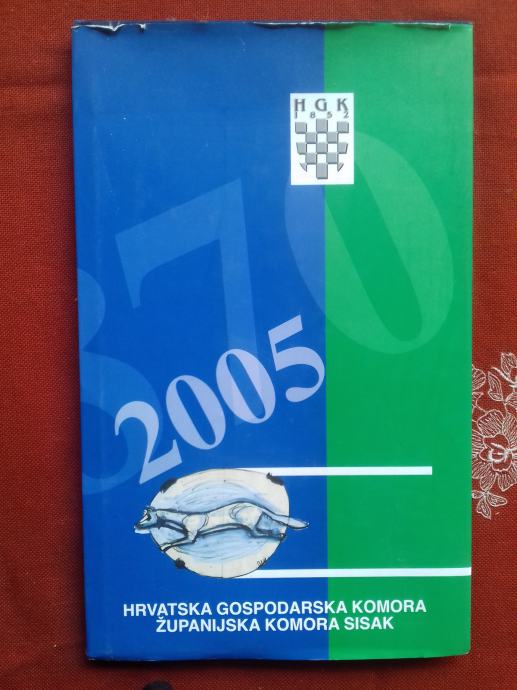 HGK
1852
870
2005
HRVATSKA GOSPODARSKA KOMORA
ŽUPANIJSKA KOMORA SISAK